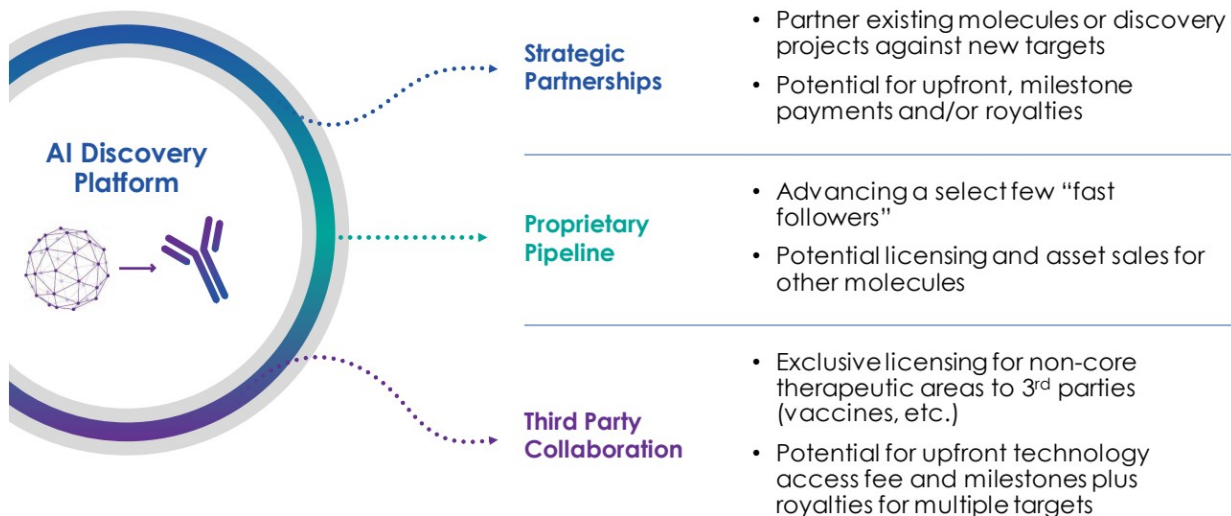 AI Discovery
Platform
Strategic
Partnerships
• Partner existing molecules or discovery
projects against new targets
• Potential for upfront, milestone
payments and/or royalties
Proprietary
Pipeline
• Advancing a select few “fast
followers”
• Potential licensing and asset sales for
other molecules
Third Party
Collaboration
• Exclusive licensing for non-core
therapeutic areas to 3rd parties
(vaccines, etc.)
• Potential for upfront technology
access fee and milestones plus
royalties for multiple targets